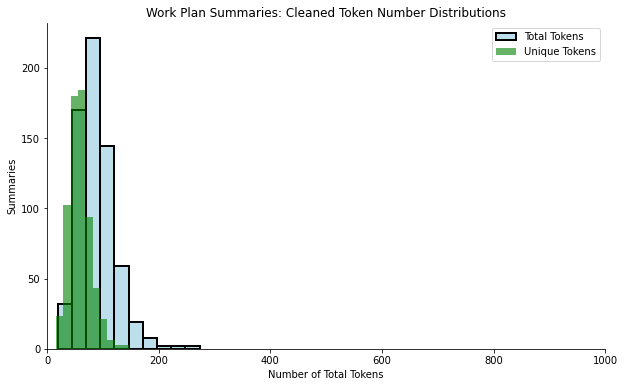 Work Plan Summaries: Cleaned Token Number Distributions
Total Tokens
Unique Tokens
Summaries
200
150
100
50
0
0 200 400 600 800 1000
Number of Total Tokens